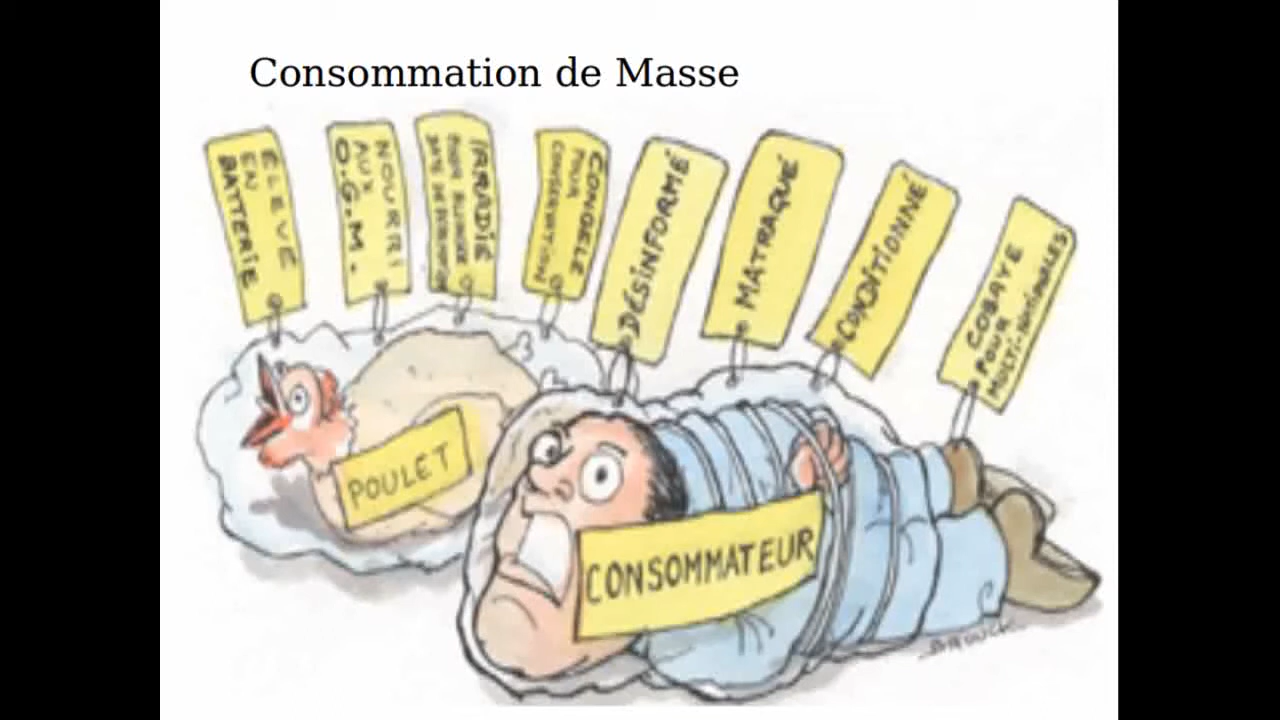 Consommation de Masse
ÉLEVÉ
EN
BATTERIE
NOURRI
AUX
O.G.M.
IRRADIÉ
CONGELÉ
POUR
CONSERVATION
DÉSINFORMÉ
MATRAQUÉ
CONDITIONNÉ
COBAYE
POUR
MULTI-NATIONALES
POULET
CONSOMMATEUR